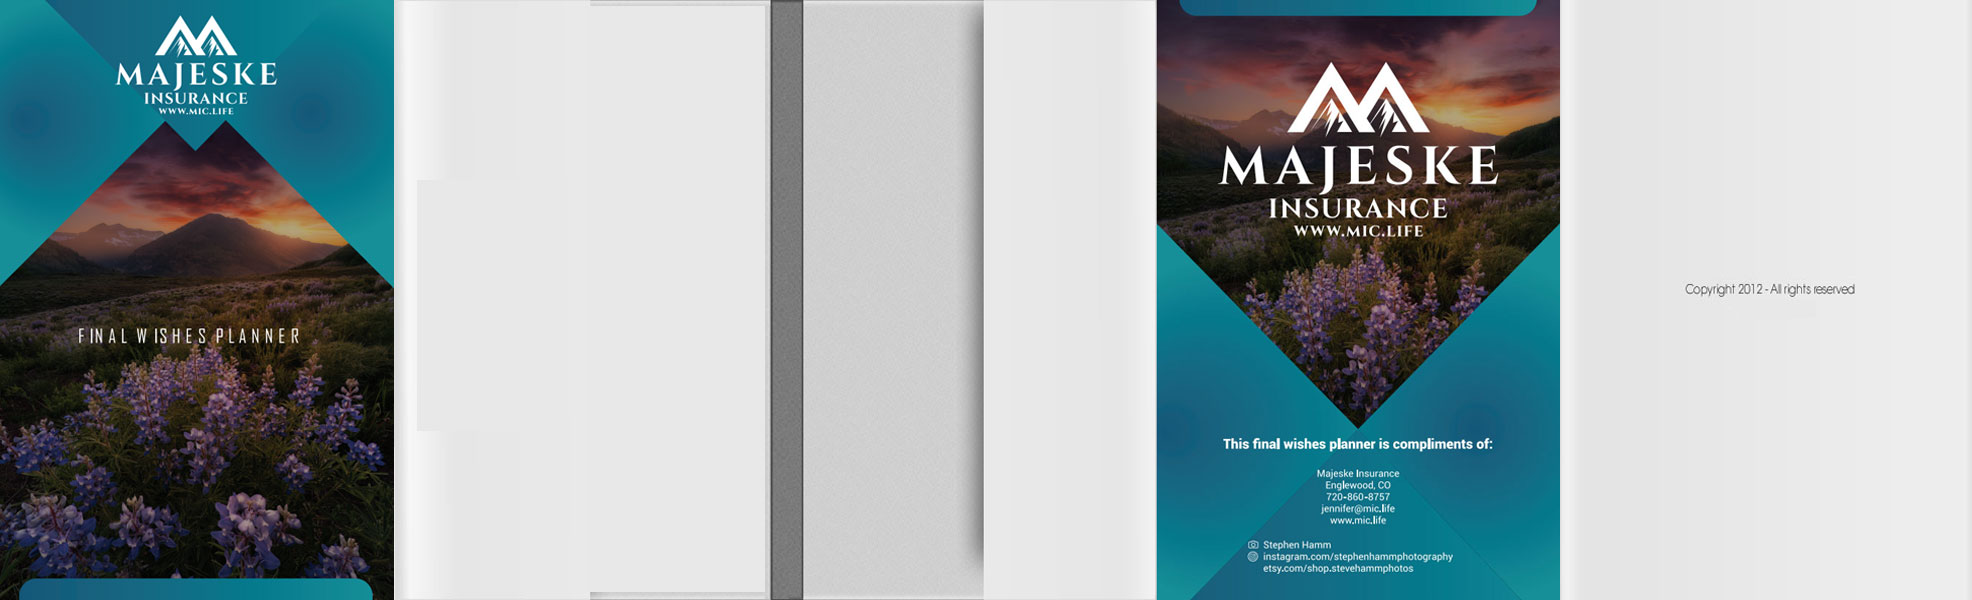 MAJESKE
INSURANCE
WWW.MIC.LIFE
FINAL WISHES PLANNER
MAJESKE
INSURANCE
WWW.MIC.LIFE
This final wishes planner is compliments of:
Majeske Insurance
Englewood, CO
720-860-8757
jennifer@mic.life
www.mic.life
Stephen Hamm
instagram.com/stephenhammphotography
etsy.com/shop.stevehammphotos
Copyright 2012 - All rights reserved